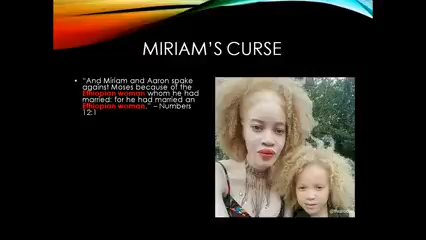 MIRIAM'S CURSE
• "And Miriam and Aaron spake
against Moses because of the
Ethiopian woman whom he had
married: for he had married an
Ethiopian woman." – Numbers
12:1